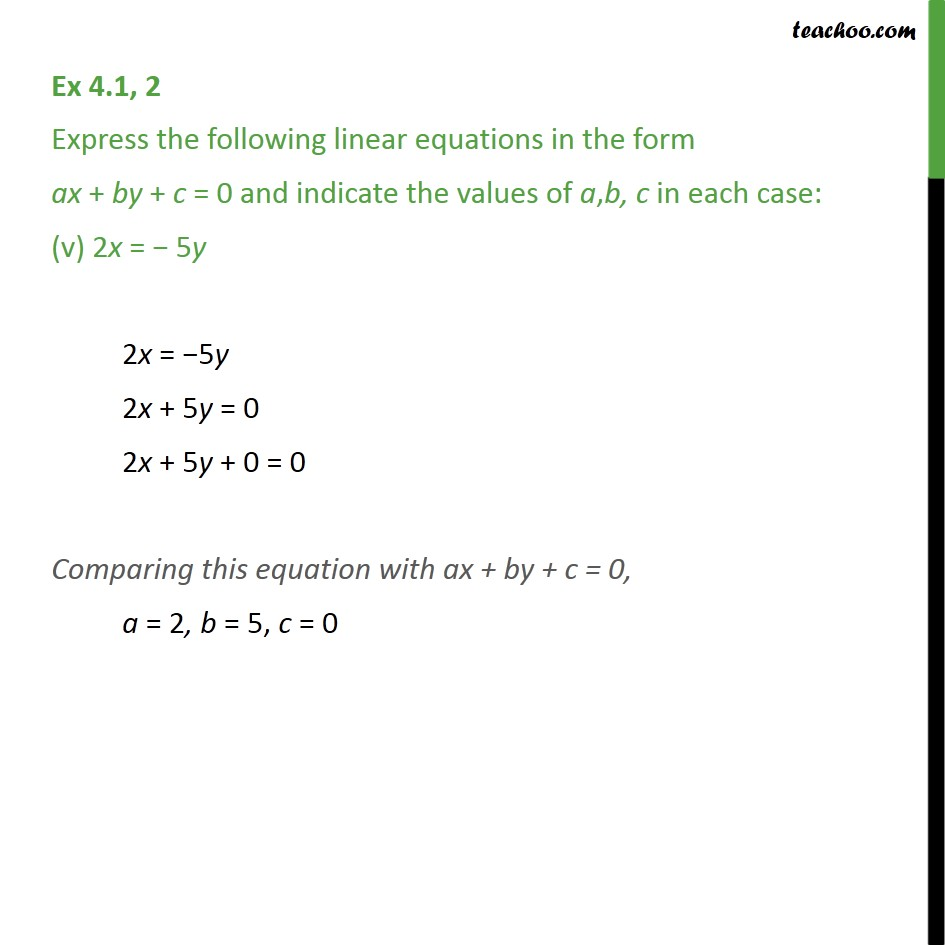 teachoo.com
Ex 4.1, 2
Express the following linear equations in the form
ax + by + c = 0 and indicate the values of a,b, c in each case:
(v) 2x = − 5y
2x = −5y
2x + 5y = 0
2x + 5y + 0 = 0
Comparing this equation with ax + by + c = 0,
a = 2, b = 5, c = 0